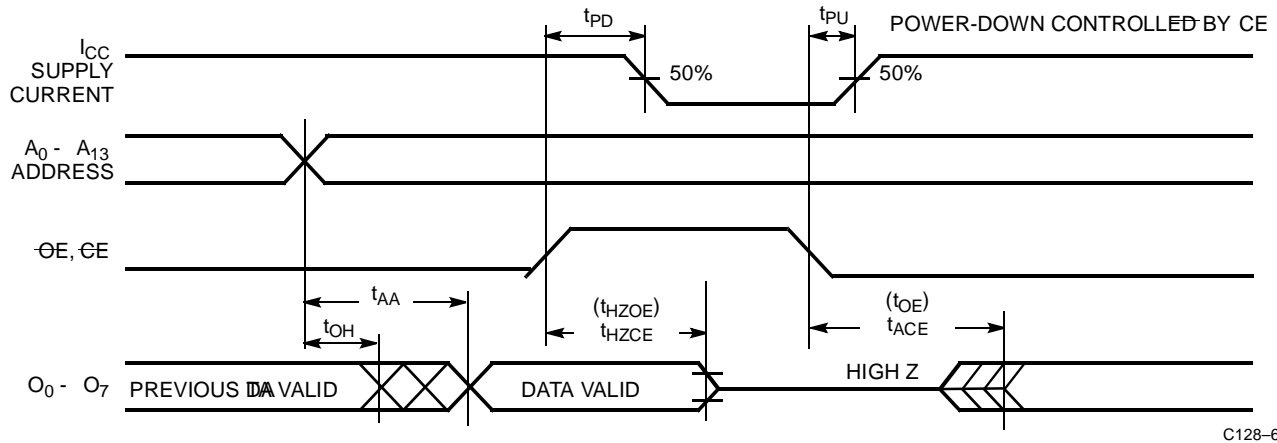 tPD
tPU
POWER-DOWN CONTROLLED BY CE
ICC
SUPPLY
CURRENT
50%
50%
A0 - A13
ADDRESS
OE, CE
tAA
tOH
(tHZOE)
tHZCE
(tOE)
tACE
O0 - O7
PREVIOUS DATA VALID
DATA VALID
HIGH Z
C128–6